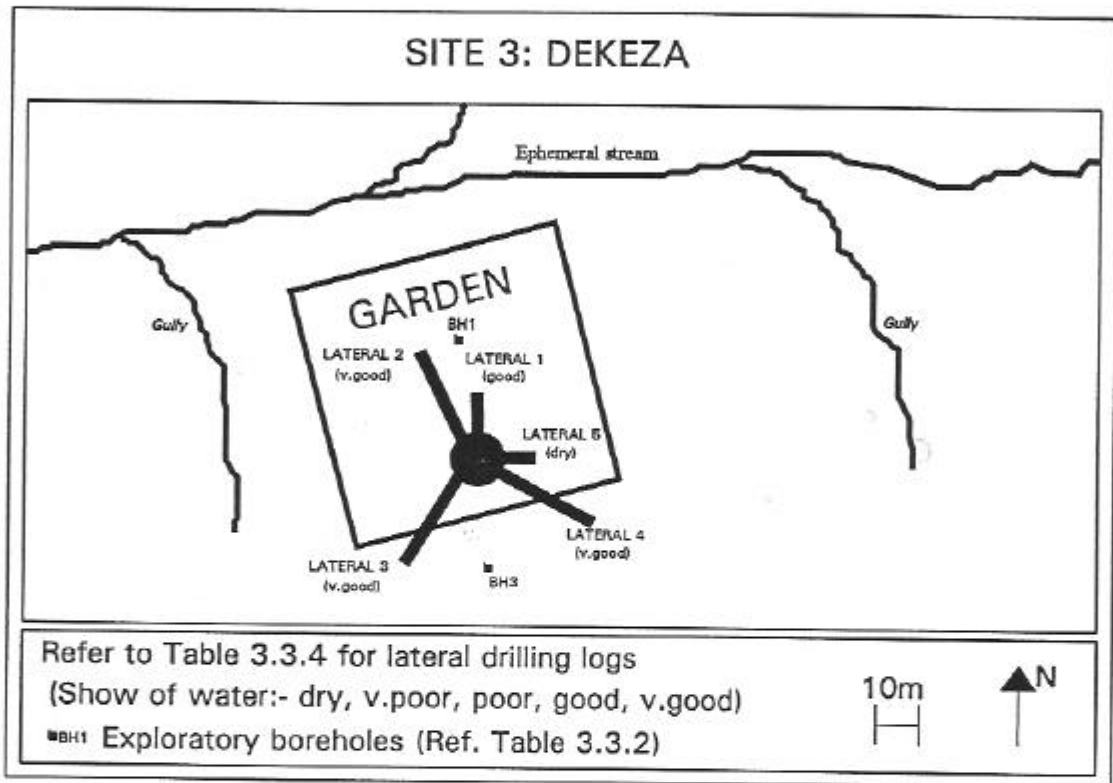 SITE 3: DEKEZA
Ephemeral stream
GARDEN
Gully
Gully
BH1
LATERAL 2
(v.good)
LATERAL 1
(good)
LATERAL 5
(dry)
LATERAL 4
(v.good)
LATERAL 3
(v.good)
BH3
Refer to Table 3.3.4 for lateral drilling logs
(Show of water:- dry, v.poor, poor, good, v.good)
BH1 Exploratory boreholes (Ref. Table 3.3.2)
10m
N